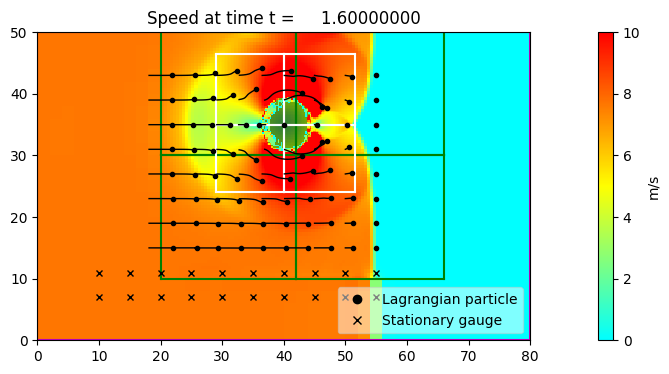 Speed at time t =     1.60000000
50
40
30
20
10
0
0 10 20 30 40 50 60 70 80
Lagrangian particle
Stationary gauge
10
8
6
4
2
0
m/s